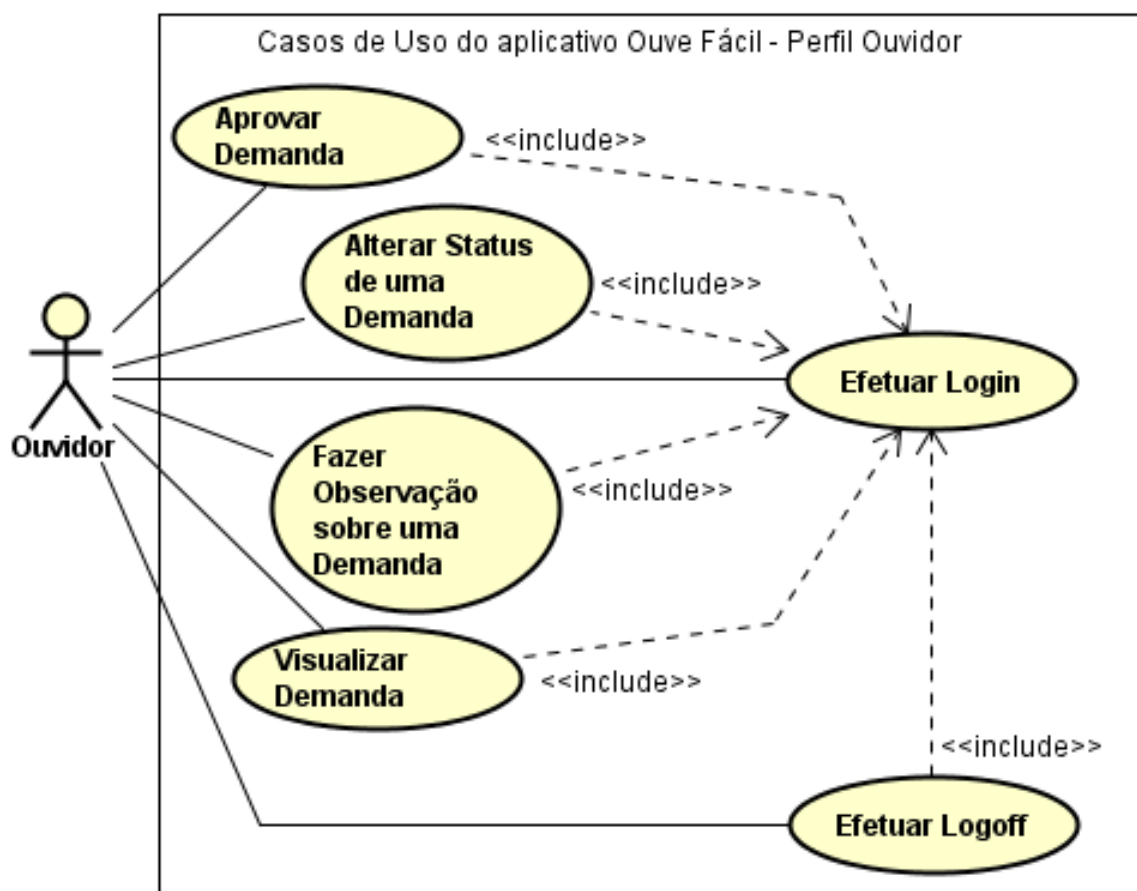 Casos de Uso do aplicativo Ouve Fácil - Perfil Ouvidor
Aprovar
Demanda
<<include>>
Alterar Status
de uma
Demanda
<<include>>
Efetuar Login
Ouvidor
Fazer
Observação
sobre uma
Demanda
<<include>>
Visualizar
Demanda
<<include>>
<<include>>
Efetuar Logoff